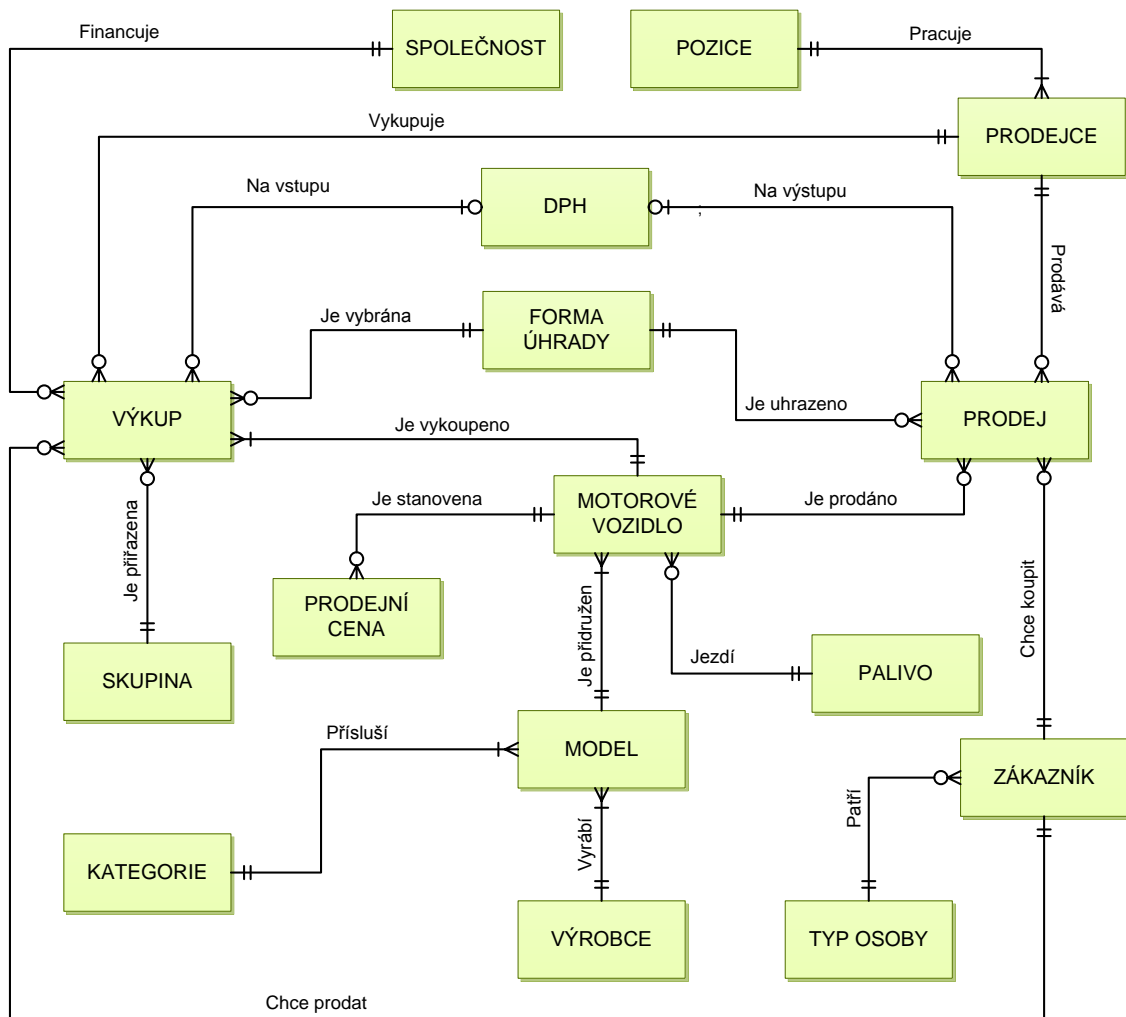 Financuje
SPOLEČNOST
POZICE
Pracuje
PRODEJCE
Vykupuje
Na vstupu
DPH
Na výstupu
;
Prodává
Je vybrána
FORMA
ÚHRADY
Je uhrazeno
VÝKUP
PRODEJ
Je vykoupeno
Je stanovena
MOTOROVÉ
VOZIDLO
Je prodáno
Je přiřazena
PRODEJNÍ
CENA
Je přidružen
Jezdí
PALIVO
Chce koupit
SKUPINA
Přísluší
MODEL
ZÁKAZNÍK
Patří
KATEGORIE
Vyrábí
VÝROBCE
TYP OSOBY
Chce prodat